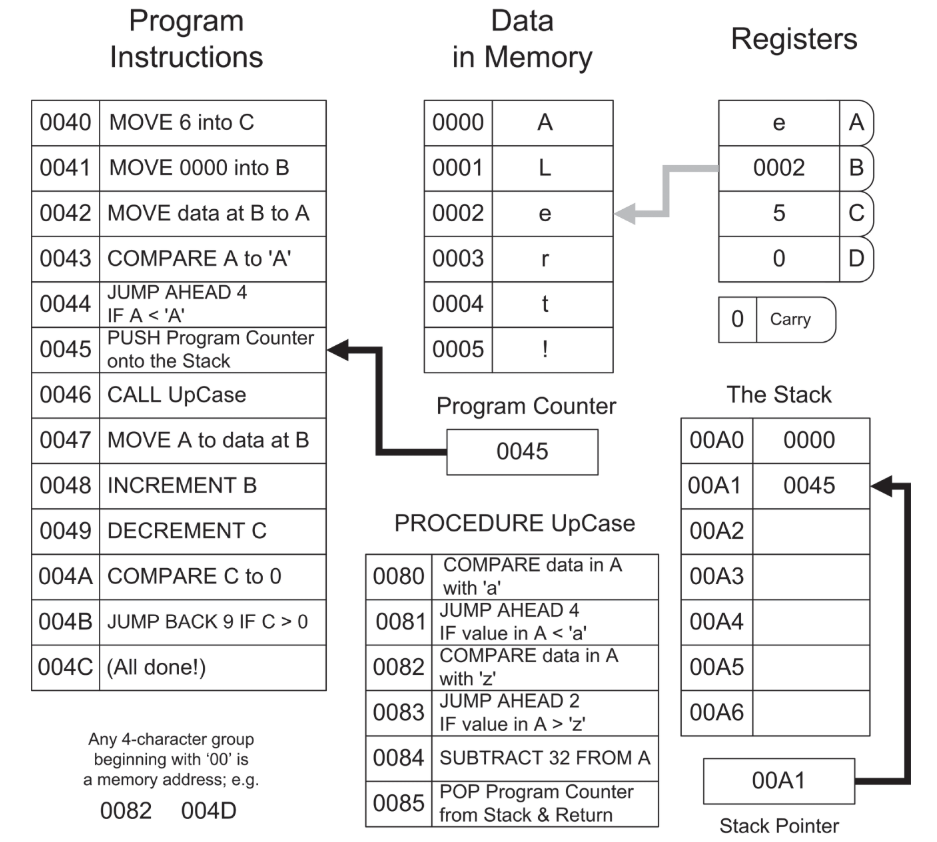 Program
Instructions
0040 MOVE 6 into C
0041 MOVE 0000 into B
0042 MOVE data at B to A
0043 COMPARE A to 'A'
0044 JUMP AHEAD 4
IF A < 'A'
0045 PUSH Program Counter
onto the Stack
0046 CALL UpCase
0047 MOVE A to data at B
0048 INCREMENT B
0049 DECREMENT C
004A COMPARE C to 0
004B JUMP BACK 9 IF C > 0
004C (All done!)
Any 4-character group
beginning with ‘00’ is
a memory address; e.g.
0082 004D
Data
in Memory
0000 A
0001 L
0002 e
0003 r
0004 t
0005 !
Program Counter
0045
PROCEDURE UpCase
0080 COMPARE data in A
with 'a'
0081 JUMP AHEAD 4
IF value in A < 'a'
0082 COMPARE data in A
with 'z'
0083 JUMP AHEAD 2
IF value in A > 'z'
0084 SUBTRACT 32 FROM A
0085 POP Program Counter
from Stack & Return
Registers
e A
0002 B
5 C
0 D
0 Carry
The Stack
00A0 0000
00A1 0045
00A2
00A3
00A4
00A5
00A6
00A1
Stack Pointer